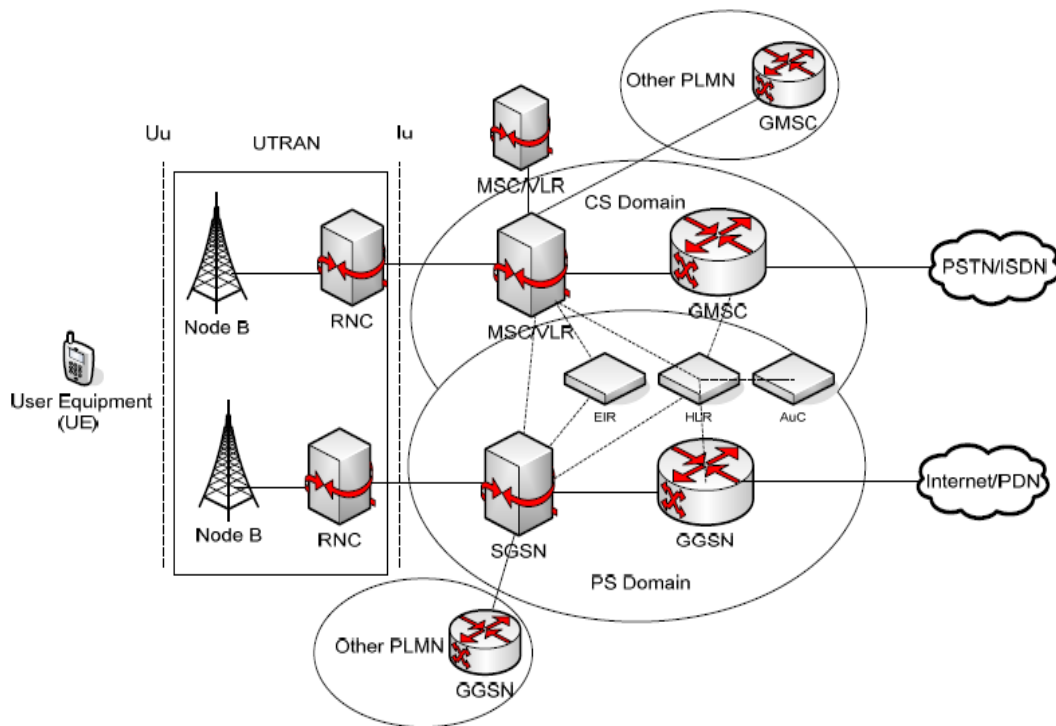 Other PLMN
GMSC
Uu
UTRAN
Iu
MSC/VLR
CS Domain
PSTN/ISDN
Node B
RNC
MSC/VLR
GMSC
User Equipment
(UE)
EIR
HLR
AuC
Internet/PDN
Node B
RNC
SGSN
GGSN
PS Domain
Other PLMN
GGSN